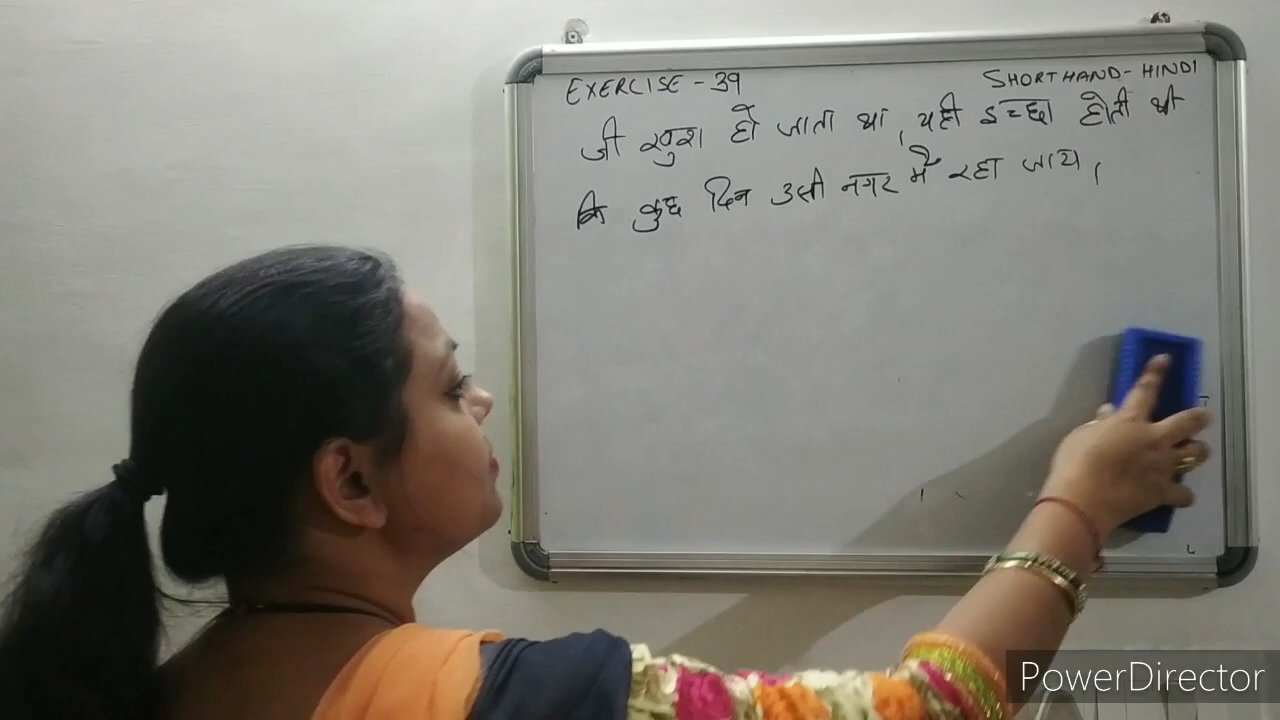 EXERCISE - 39 SHORTHAND-HINDI
जी खुश हो जाता था, यही इच्छा होती थी
कि कुछ दिन उसी नगर में रहा जाय।
PowerDirector